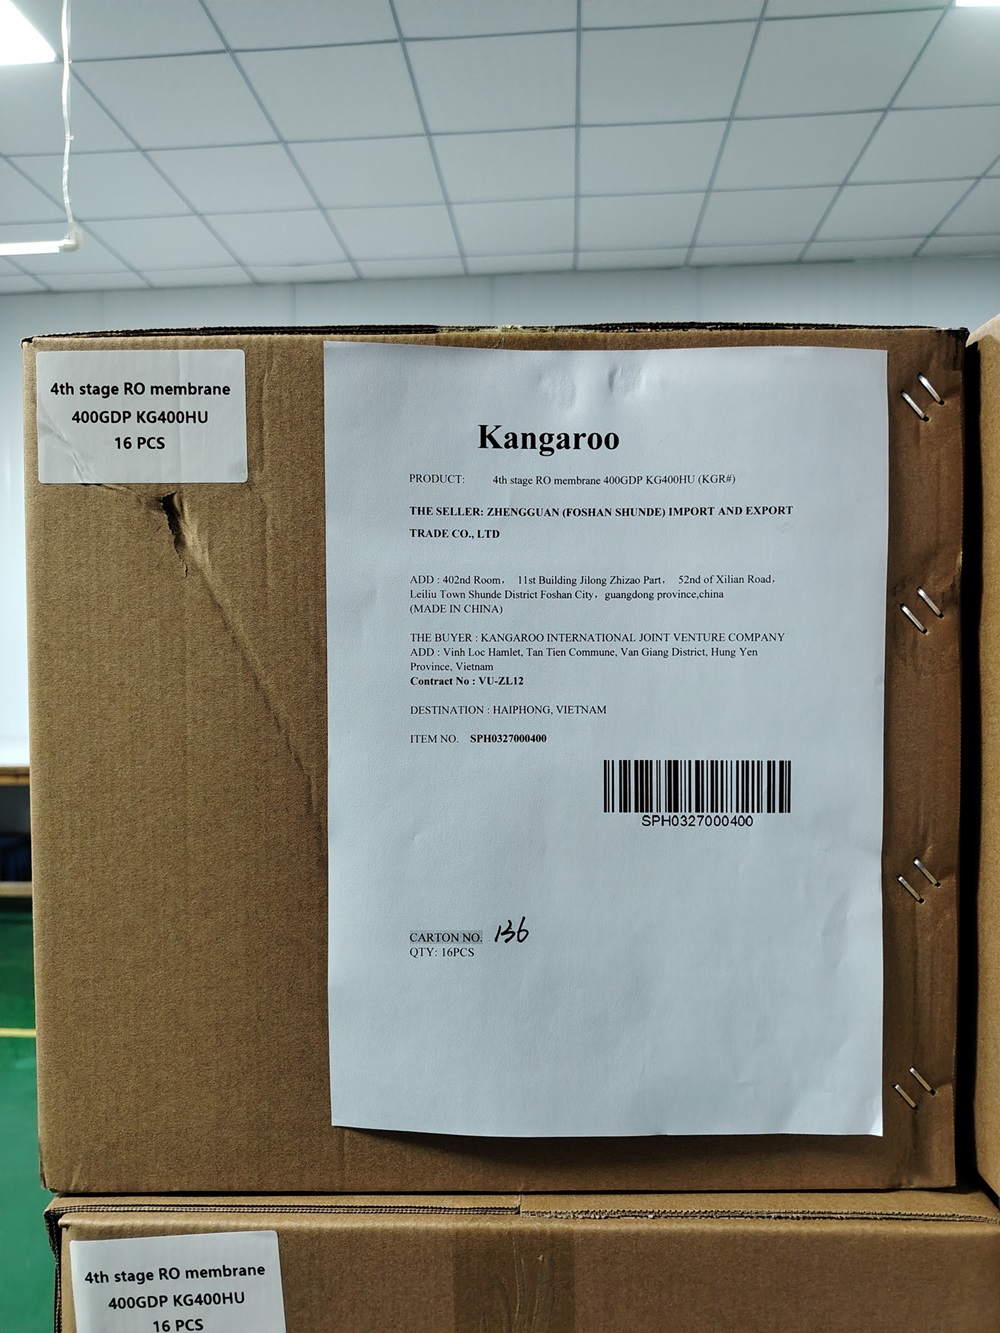 4th stage RO membrane
400GDP KG400HU
16 PCS
Kangaroo
PRODUCT: 4th stage RO membrane 400GDP KG400HU (KGR#)
THE SELLER: ZHENGGUAN (FOSHAN SHUNDE) IMPORT AND EXPORT
TRADE CO., LTD
ADD : 402nd Room， 11st Building Jilong Zhizao Part， 52nd of Xilian Road，
Leiliu Town Shunde District Foshan City，guangdong province,china
(MADE IN CHINA)
THE BUYER : KANGAROO INTERNATIONAL JOINT VENTURE COMPANY
ADD : Vinh Loc Hamlet, Tan Tien Commune, Van Giang District, Hung Yen
Province, Vietnam
Contract No : VU-ZL12
DESTINATION : HAIPHONG, VIETNAM
ITEM NO. SPH0327000400
SPH0327000400
CARTON NO. 136
QTY: 16PCS
4th stage RO membrane
400GDP KG400HU
16 PCS